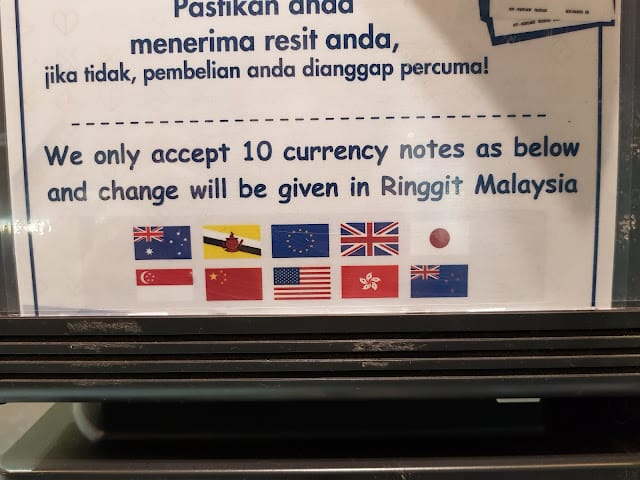 Pastikan anda
menerima resit anda,
jika tidak, pembelian anda dianggap percuma!
We only accept 10 currency notes as below
and change will be given in Ringgit Malaysia